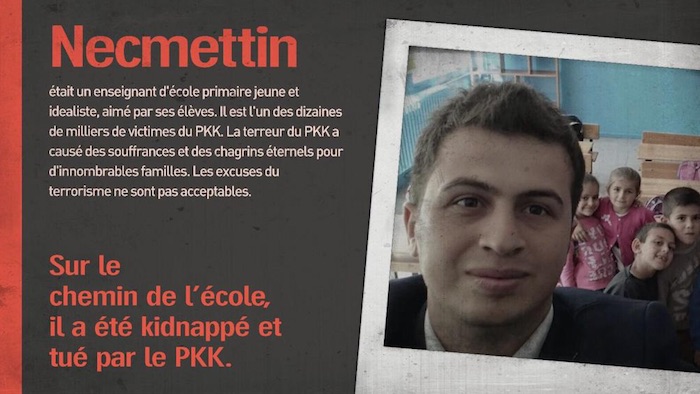 Necmettin
était un enseignant d'école primaire jeune et
idealiste, aimé par ses élèves. Il est l'un des dizaines
de milliers de victimes du PKK. La terreur du PKK a
causé des souffrances et des chagrins éternels pour
d'innombrables familles. Les excuses du
terrorisme ne sont pas acceptables.
Sur le
chemin de l'école,
il a été kidnappé et
tué par le PKK.